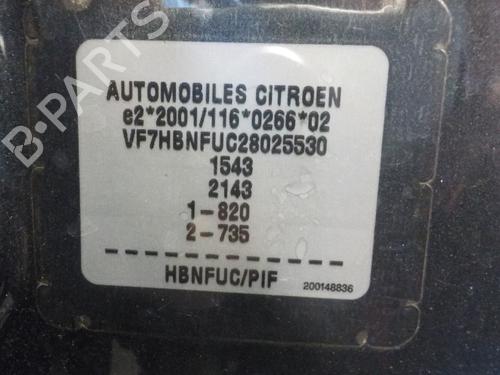 AUTOMOBILES CITROEN
e2*2001/116*0266*02
VF7HBNFUC28025530
1543
2143
1-820
2-735
HBNFUC/PIF
200148836
B-PARTS